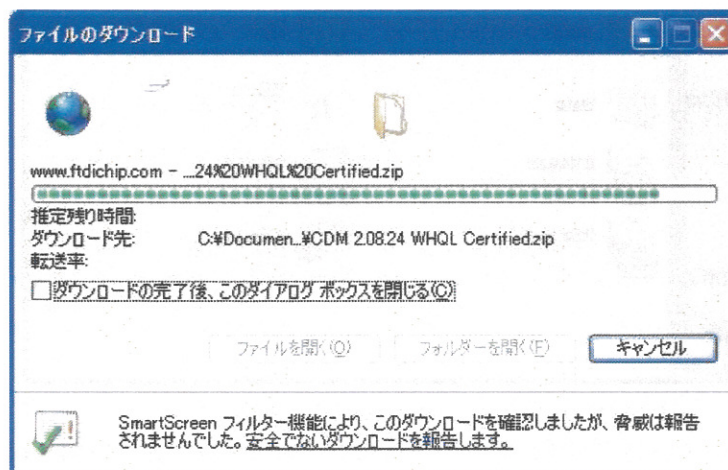 ファイルのダウンロード
www.ftdichip.com - ...24%20WHQL%20Certified.zip
推定残り時間:
ダウンロード先: C:¥Documen...¥CDM 2.08.24 WHQL Certified.zip
転送率:
ダウンロードの完了後、このダイアログ ボックスを閉じる(C)
ファイルを開く(O) フォルダーを開く(F) キャンセル
SmartScreen フィルター機能により、このダウンロードを確認しましたが、脅威は報告
されませんでした。安全でないダウンロードを報告します。